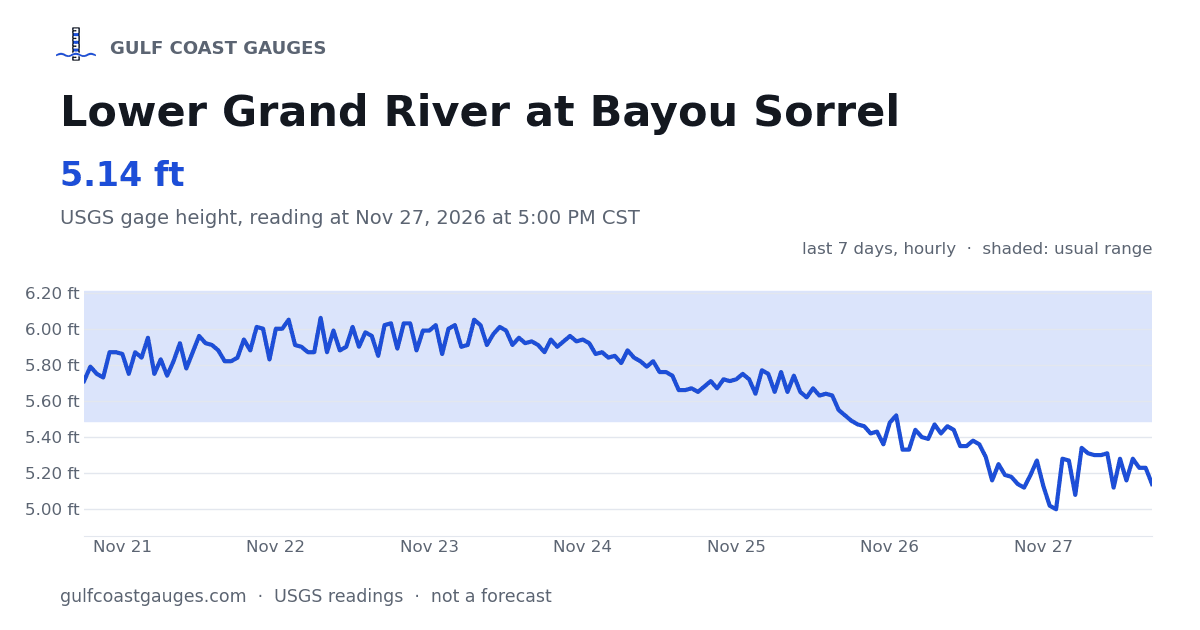 GULF COAST GAUGES
Lower Grand River at Bayou Sorrel
5.14 ft
USGS gage height, reading at Nov 27, 2026 at 5:00 PM CST
last 7 days, hourly · shaded: usual range
6.20 ft
6.00 ft
5.80 ft
5.60 ft
5.40 ft
5.20 ft
5.00 ft
Nov 21 Nov 22 Nov 23 Nov 24 Nov 25 Nov 26 Nov 27
gulfcoastgauges.com · USGS readings · not a forecast